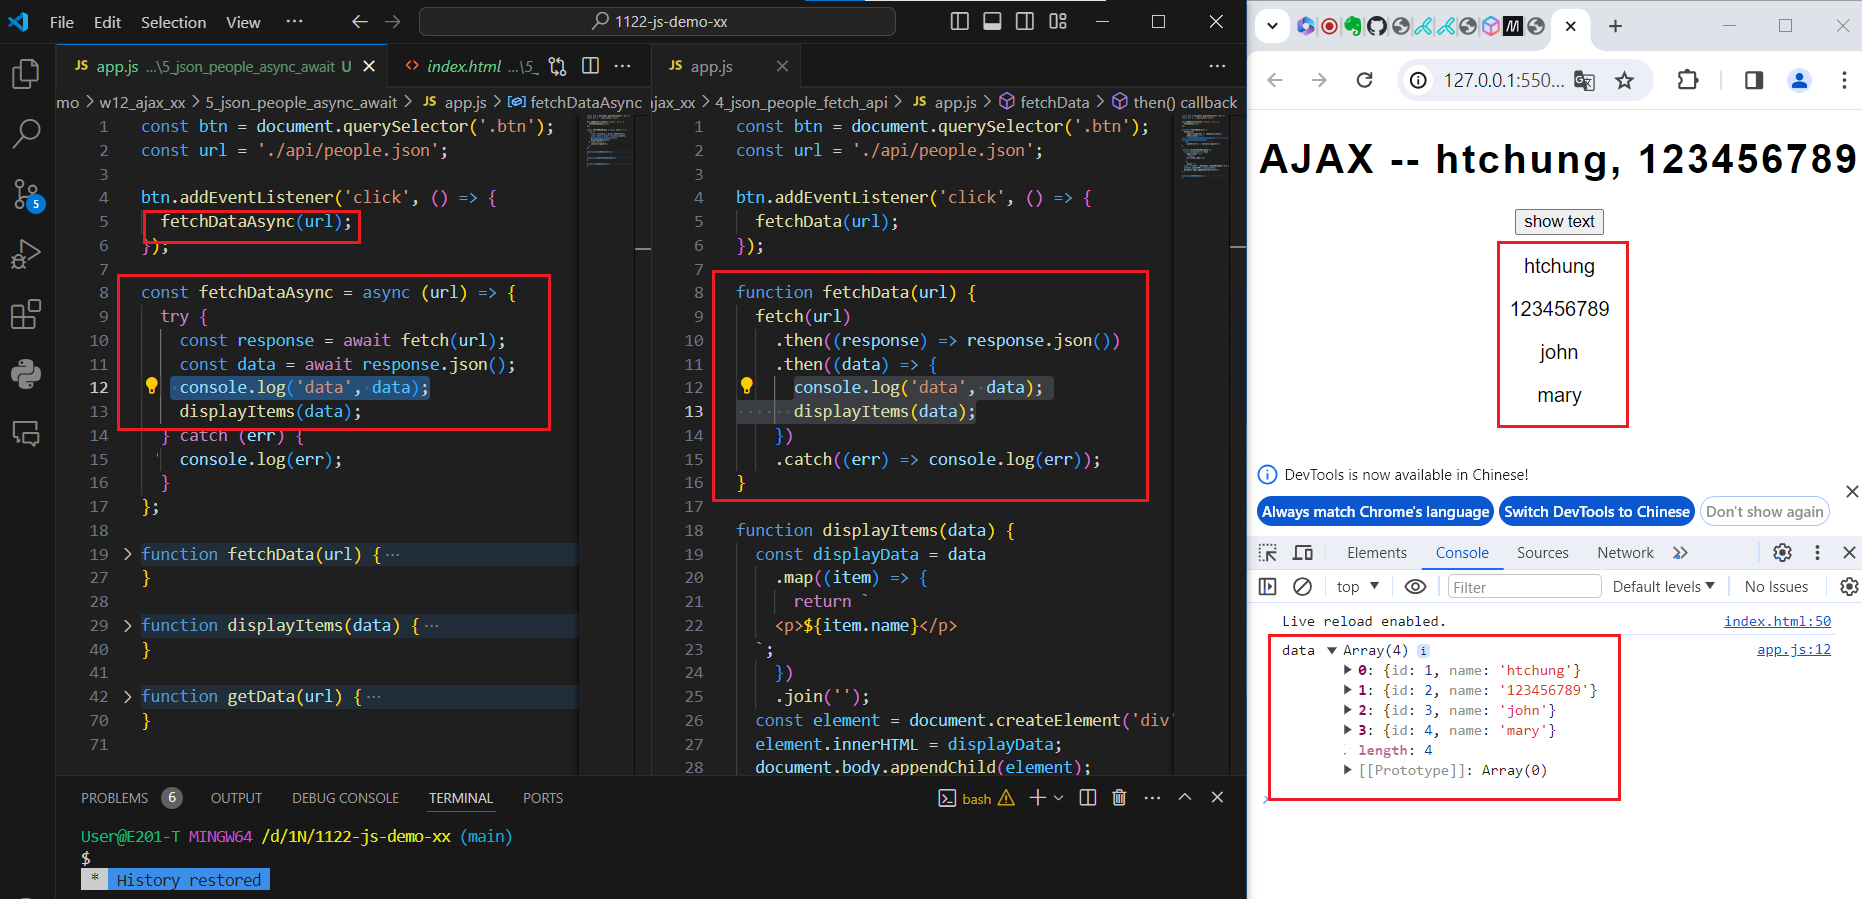 File Edit Selection View ··· 1122-js-demo-xx
JS app.js ...\5_json_people_async_await U
index.html ...\5_
JS app.js
mo > w12_ajax_xx > 5_json_people_async_await > JS app.js > fetchDataAsync
1 const btn = document.querySelector('.btn');
2 const url = './api/people.json';
3
4 btn.addEventListener('click', () => {
5 fetchDataAsync(url);
6 });
7
8 const fetchDataAsync = async (url) => {
9 try {
10 const response = await fetch(url);
11 const data = await response.json();
12 console.log('data', data);
13 displayItems(data);
14 } catch (err) {
15 console.log(err);
16 }
17 };
18
19 > function fetchData(url) {···
27 }
28
29 > function displayItems(data) {···
40 }
41
42 > function getData(url) {···
70 }
71
ajax_xx > 4_json_people_fetch_api > JS app.js > fetchData > then() callback
1 const btn = document.querySelector('.btn');
2 const url = './api/people.json';
3
4 btn.addEventListener('click', () => {
5 fetchData(url);
6 });
7
8 function fetchData(url) {
9 fetch(url)
10 .then((response) => response.json())
11 .then((data) => {
12 console.log('data', data);
13 displayItems(data);
14 })
15 .catch((err) => console.log(err));
16 }
17
18 function displayItems(data) {
19 const displayData = data
20 .map((item) => {
21 return `
22 <p>${item.name}</p>
23 `;
24 })
25 .join('');
26 const element = document.createElement('div'
27 element.innerHTML = displayData;
28 document.body.appendChild(element);
5
PROBLEMS 6 OUTPUT DEBUG CONSOLE TERMINAL PORTS
bash
User@E201-T MINGW64 /d/1N/1122-js-demo-xx (main)
$
* History restored
127.0.0.1:550...
AJAX -- htchung, 123456789
show text
htchung
123456789
john
mary
DevTools is now available in Chinese!
Always match Chrome's language
Switch DevTools to Chinese
Don't show again
Elements Console Sources Network
top Filter Default levels No Issues
Live reload enabled. index.html:50
data Array(4) i app.js:12
0: {id: 1, name: 'htchung'}
1: {id: 2, name: '123456789'}
2: {id: 3, name: 'john'}
3: {id: 4, name: 'mary'}
length: 4
[[Prototype]]: Array(0)